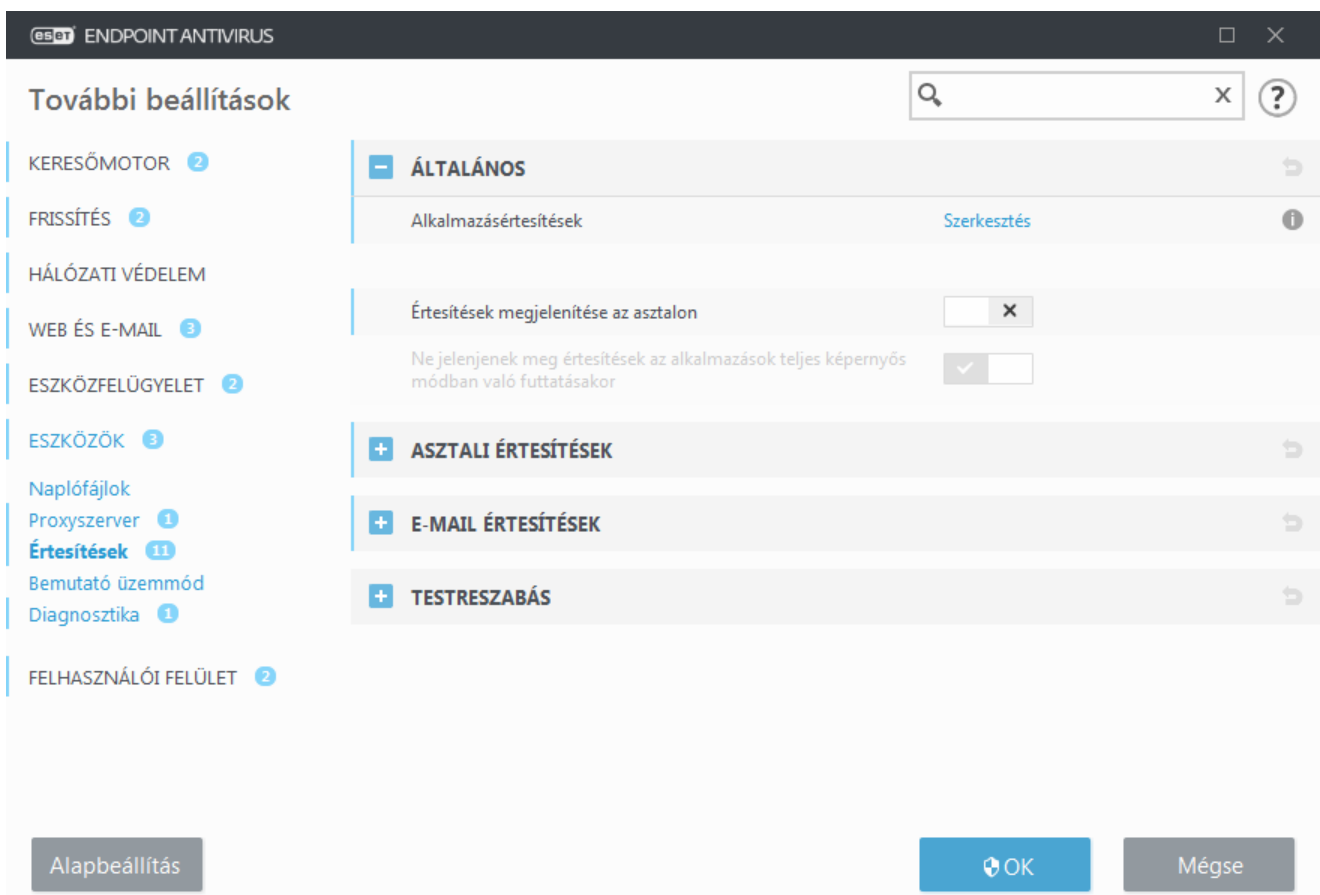 eset ENDPOINT ANTIVIRUS
További beállítások
x
?
KERESŐMOTOR 2
FRISSÍTÉS 2
HÁLÓZATI VÉDELEM
WEB ÉS E-MAIL 3
ESZKÖZFELÜGYELET 2
ESZKÖZÖK 3
Naplófájlok
Proxyszerver 1
Értesítések 11
Bemutató üzemmód
Diagnosztika 1
FELHASZNÁLÓI FELÜLET 2
ÁLTALÁNOS
Alkalmazásértesítések Szerkesztés i
Értesítések megjelenítése az asztalon
Ne jelenjenek meg értesítések az alkalmazások teljes képernyős
módban való futtatásakor
ASZTALI ÉRTESÍTÉSEK
E-MAIL ÉRTESÍTÉSEK
TESTRESZABÁS
Alapbeállítás
OK
Mégse